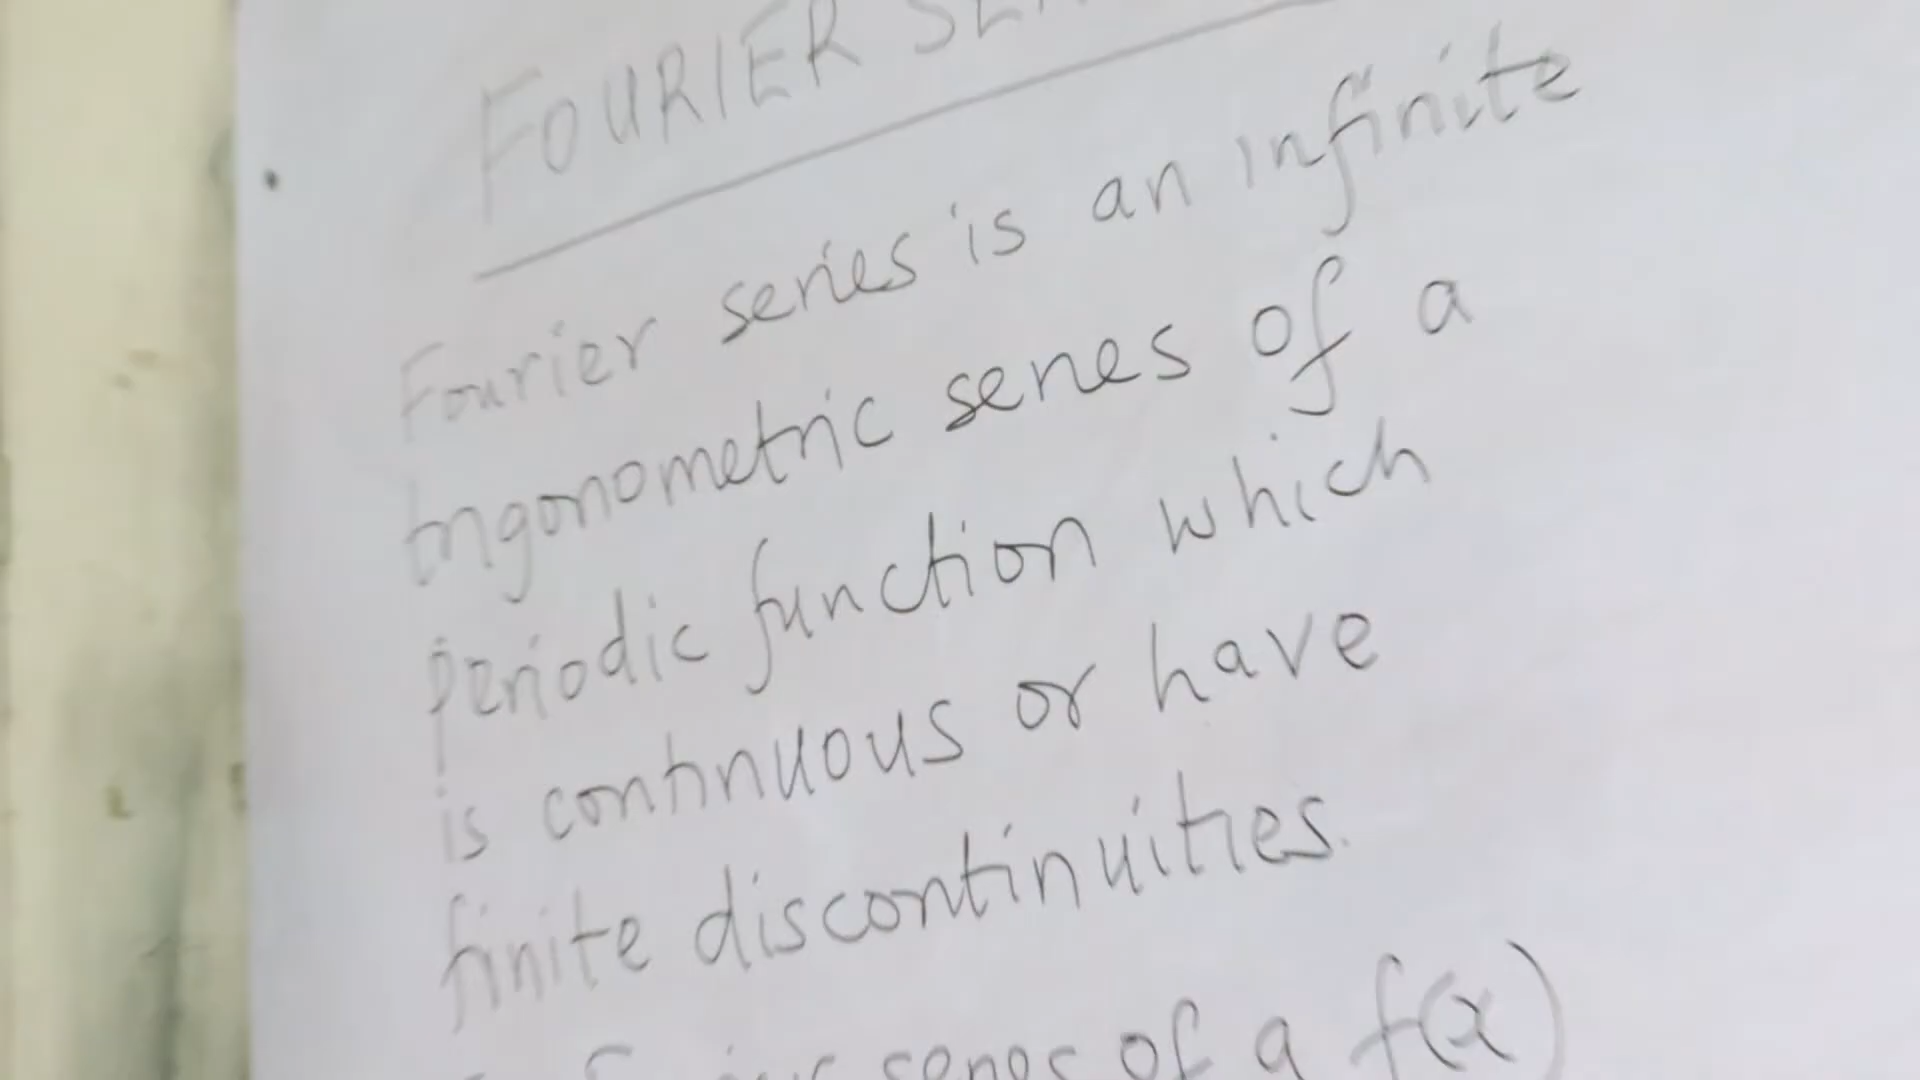 FOURIER
Fourier series is an infinite
trigonometric series of a
periodic function which
is continuous or have
finite discontinuities.
series of a f(x)